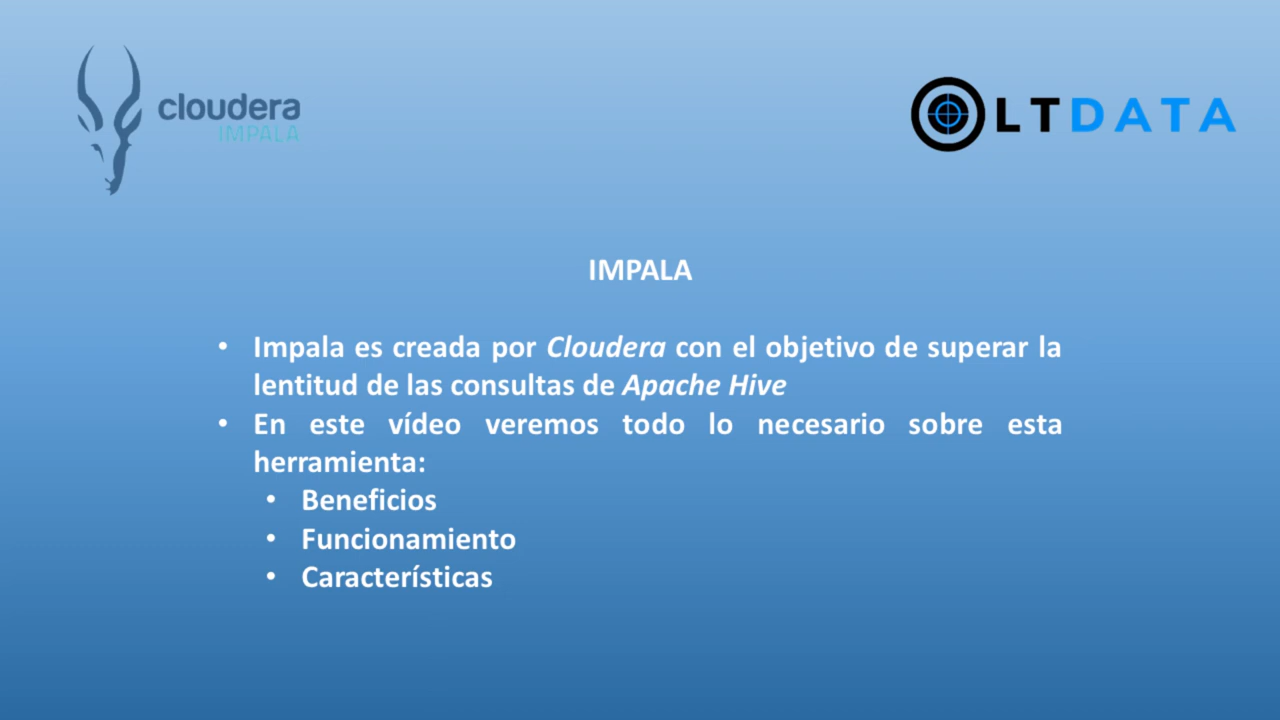 cloudera
IMPALA
LTDATA
IMPALA
• Impala es creada por Cloudera con el objetivo de superar la
lentitud de las consultas de Apache Hive
• En este vídeo veremos todo lo necesario sobre esta
herramienta:
• Beneficios
• Funcionamiento
• Características